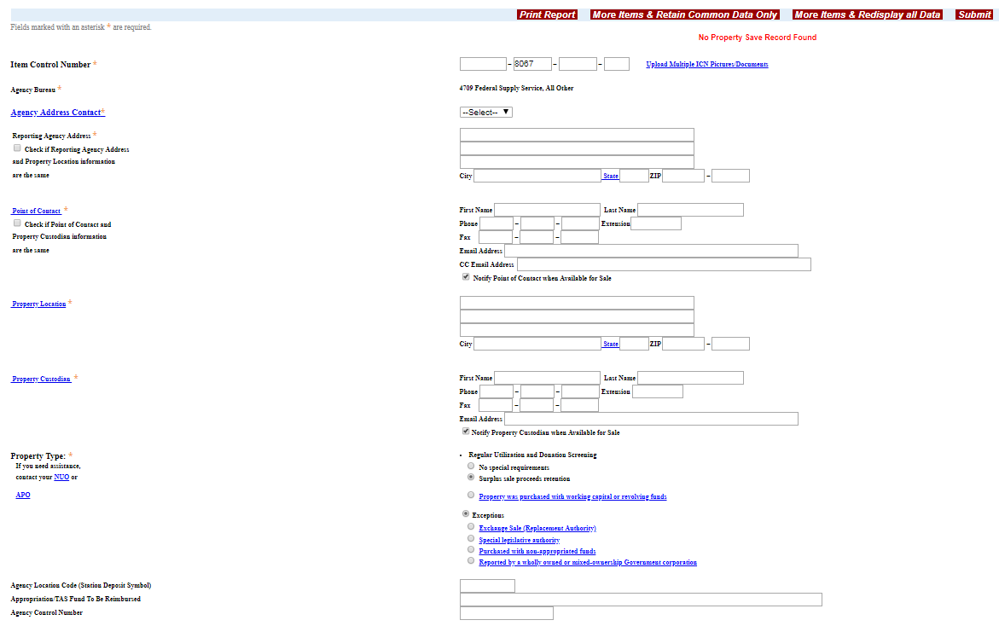 Print Report More Items & Retain Common Data Only More Items & Redisplay all Data Submit
Fields marked with an asterisk * are required.
No Property Save Record Found
Item Control Number * - 8067 - - Upload Multiple ICN Pictures/Documents
Agency Bureau * 4709 Federal Supply Service, All Other
Agency Address Contact* --Select--
Reporting Agency Address *
Check if Reporting Agency Address
and Property Location information
are the same City State ZIP -
Point of Contact * First Name Last Name
Check if Point of Contact and Phone - - Extension
Property Custodian information Fax - -
are the same Email Address
CC Email Address
Notify Point of Contact when Available for Sale
Property Location *
City State ZIP -
Property Custodian * First Name Last Name
Phone - - Extension
Fax - -
Email Address
Notify Property Custodian when Available for Sale
Property Type: * • Regular Utilization and Donation Screening
If you need assistance, No special requirements
contact your NUO or Surplus sale proceeds retention
APO Property was purchased with working capital or revolving funds
Exceptions
Exchange Sale (Replacement Authority)
Special legislative authority
Purchased with non-appropriated funds
Reported by a wholly owned or mixed-ownership Government corporation
Agency Location Code (Station Deposit Symbol)
Appropriation/TAS Fund To Be Reimbursed
Agency Control Number